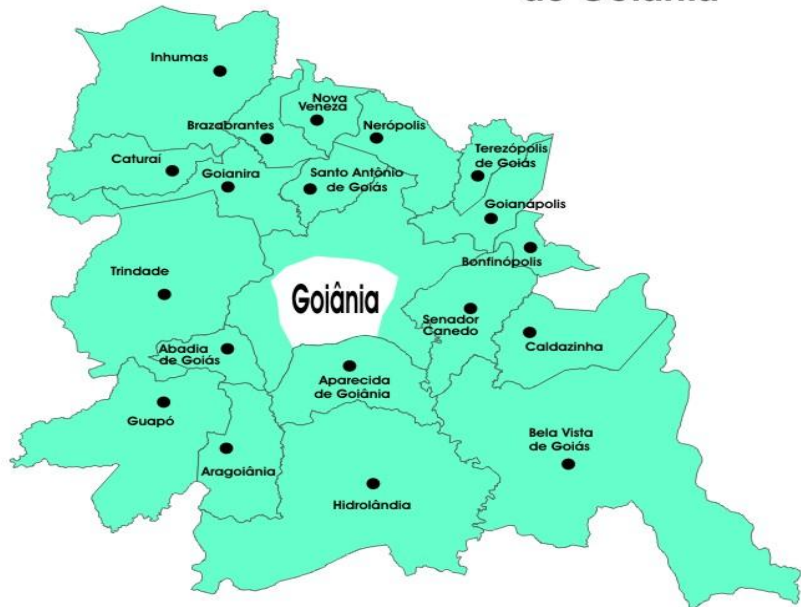 de Goiânia
Inhumas
Nova
Veneza
Brazabrantes
Nerópolis
Terezópolis
de Goiás
Caturaí
Goianira
Santo Antônio
de Goiás
Goianápolis
Bonfinópolis
Trindade
Goiânia
Senador
Canedo
Caldazinha
Abadia
de Goiás
Aparecida
de Goiânia
Guapó
Bela Vista
de Goiás
Aragoiânia
Hidrolândia